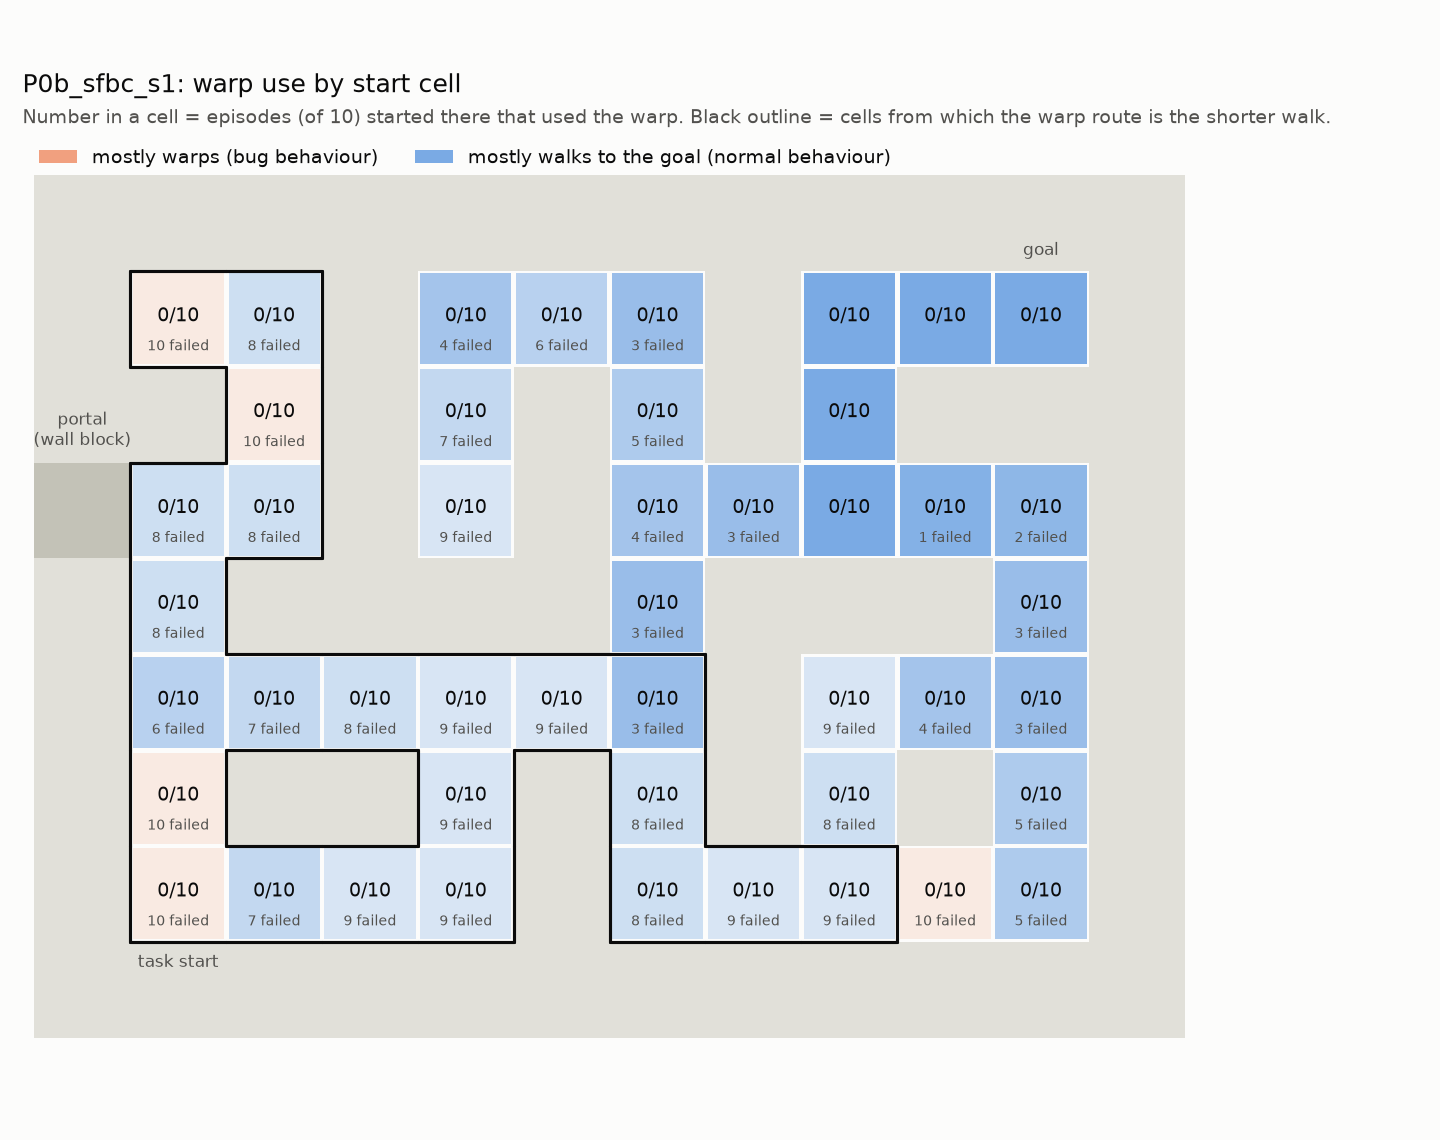 P0b_sfbc_s1: warp use by start cell
Number in a cell = episodes (of 10) started there that used the warp. Black outline = cells from which the warp route is the shorter walk.
mostly warps (bug behaviour) mostly walks to the goal (normal behaviour)
goal
0/10 0/10 0/10 0/10 0/10 0/10 0/10 0/10
10 failed 8 failed 4 failed 6 failed 3 failed
portal
(wall block)
0/10 0/10 0/10 0/10
10 failed 7 failed 5 failed
0/10 0/10 0/10 0/10 0/10 0/10 0/10 0/10
8 failed 8 failed 9 failed 4 failed 3 failed 1 failed 2 failed
0/10 0/10 0/10
8 failed 3 failed 3 failed
0/10 0/10 0/10 0/10 0/10 0/10 0/10 0/10 0/10
6 failed 7 failed 8 failed 9 failed 9 failed 3 failed 9 failed 4 failed 3 failed
0/10 0/10 0/10 0/10 0/10
10 failed 9 failed 8 failed 8 failed 5 failed
0/10 0/10 0/10 0/10 0/10 0/10 0/10 0/10 0/10
10 failed 7 failed 9 failed 9 failed 8 failed 9 failed 9 failed 10 failed 5 failed
task start